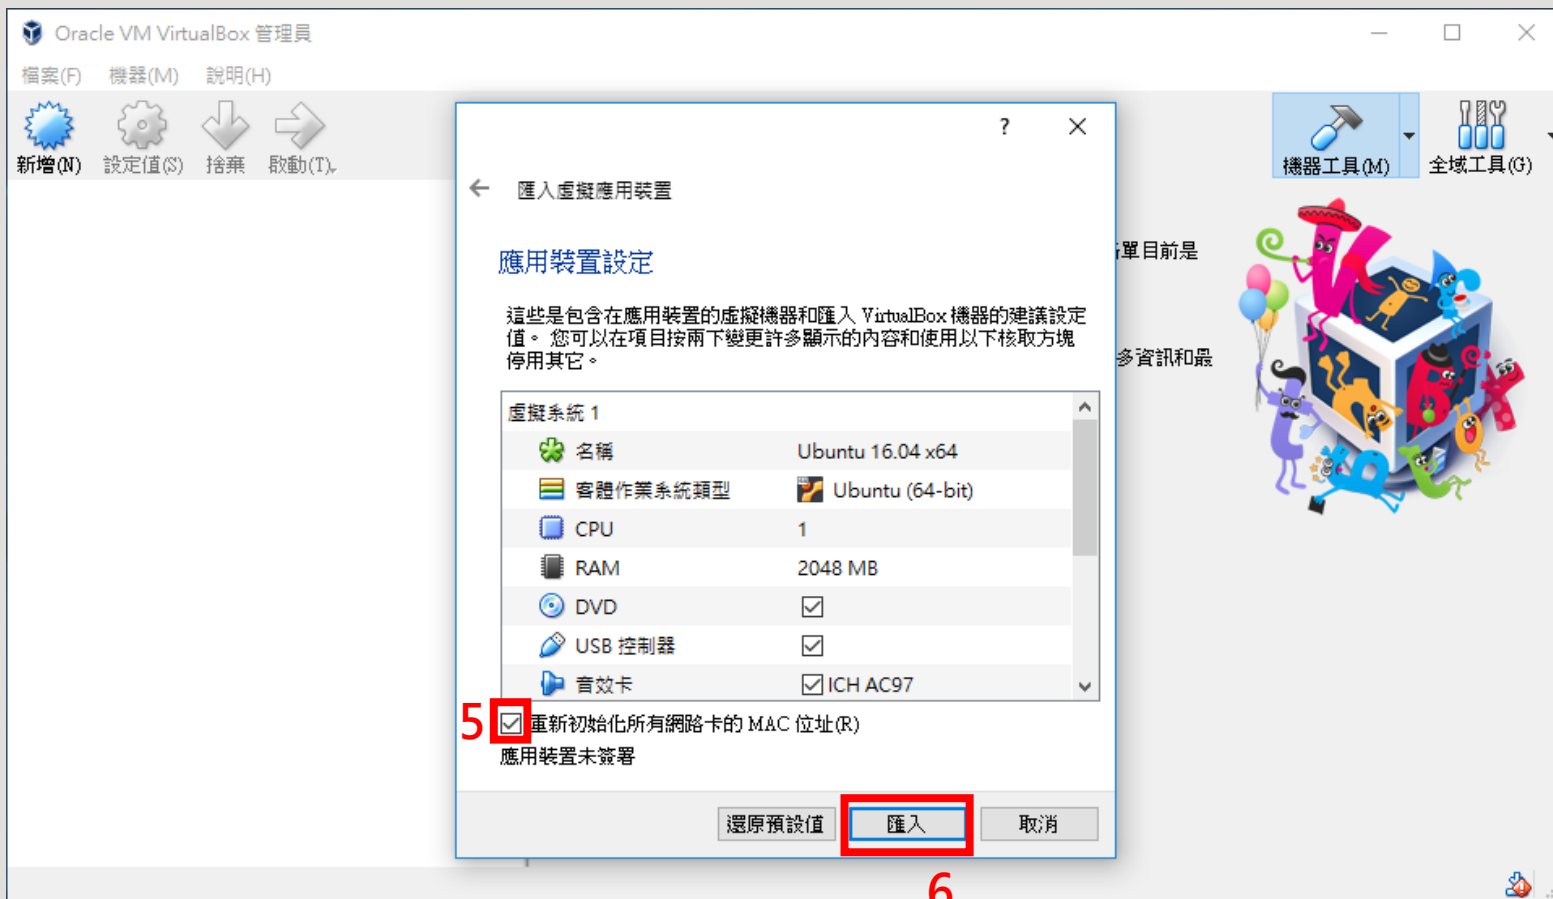 Oracle VM VirtualBox 管理員
檔案(F) 機器(M) 說明(H)
新增(N) 設定值(S) 捨棄 啟動(T)
機器工具(M) 全域工具(G)
?
匯入虛擬應用裝置
應用裝置設定
這些是包含在應用裝置的虛擬機器和匯入 VirtualBox 機器的建議設定
值。 您可以在項目按兩下變更許多顯示的內容和使用以下核取方塊
停用其它。
單目前是
多資訊和最
虛擬系統 1
名稱 Ubuntu 16.04 x64
客體作業系統類型 Ubuntu (64-bit)
CPU 1
RAM 2048 MB
DVD
USB 控制器
音效卡 ICH AC97
5 重新初始化所有網路卡的 MAC 位址(R)
應用裝置未簽署
還原預設值 匯入 取消
6